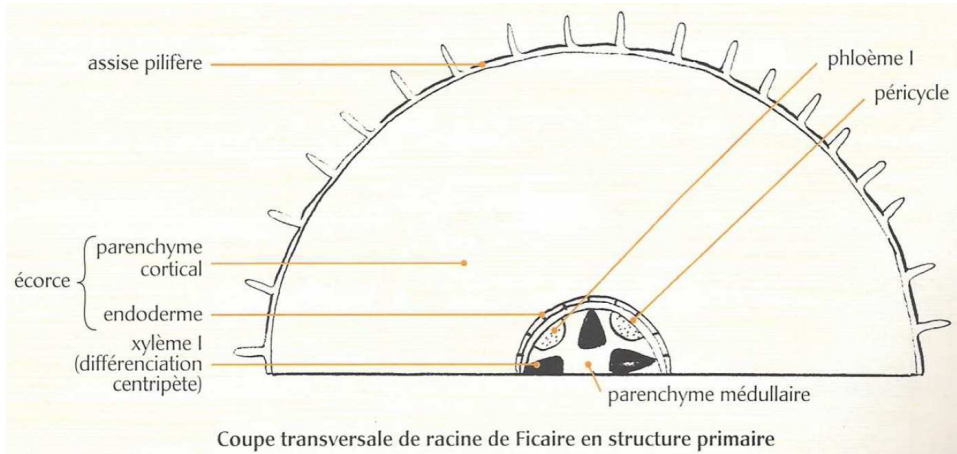 assise pilifère
phloème I
péricycle
écorce
parenchyme
cortical
endoderme
xylème I
(différenciation
centripète)
parenchyme médullaire
Coupe transversale de racine de Ficaire en structure primaire